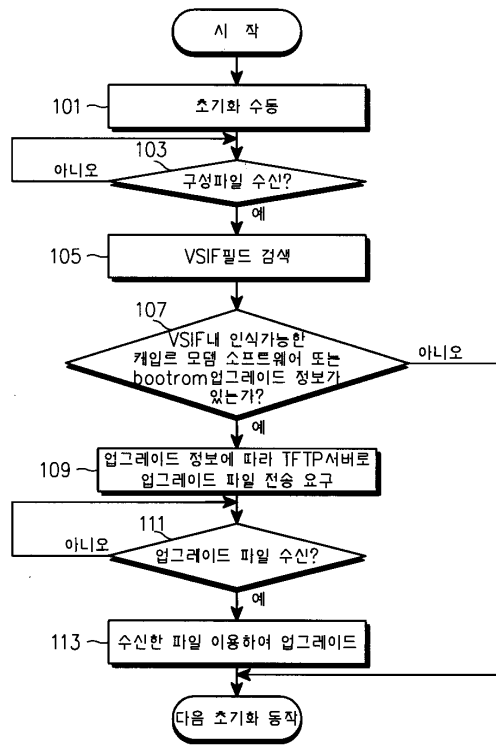 시 작
101
초기화 수동
103
아니오
구성파일 수신?
예
105
VSIF필드 검색
107
VSIF내 인식가능한
케입르 모뎀 소프트웨어 또는
bootrom업그레이드 정보가
있는가?
아니오
예
109
업그레이드 정보에 따라 TFTP서버로
업그레이드 파일 전송 요구
111
아니오
업그레이드 파일 수신?
예
113
수신한 파일 이용하여 업그레이드
다음 초기화 동작